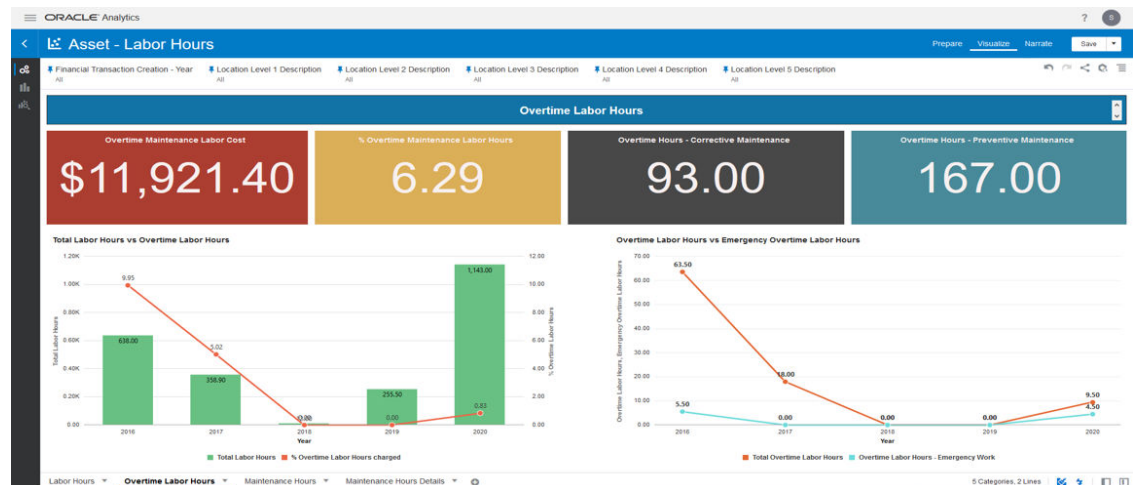 ORACLE Analytics
?
S
Asset - Labor Hours
Prepare Visualize Narrate Save
Financial Transaction Creation - Year
All
Location Level 1 Description
All
Location Level 2 Description
All
Location Level 3 Description
All
Location Level 4 Description
All
Location Level 5 Description
All
Overtime Labor Hours
Overtime Maintenance Labor Cost
$11,921.40
% Overtime Maintenance Labor Hours
6.29
Overtime Hours - Corrective Maintenance
93.00
Overtime Hours - Preventive Maintenance
167.00
Total Labor Hours vs Overtime Labor Hours
Total Labor Hours
1.20K
1.00K
0.80K
0.60K
0.40K
0.20K
0.00
9.95
638.00
5.02
358.90
0.00
255.50
1,143.00
0.83
12.00
10.00
8.00
6.00
4.00
2.00
0.00
% Overtime Labor Hours
2016 2017 2018 2019 2020
Year
Total Labor Hours % Overtime Labor Hours charged
Overtime Labor Hours vs Emergency Overtime Labor Hours
Overtime Labor Hours, Emergency Overtime Labor Hours
70.00
60.00
50.00
40.00
30.00
20.00
10.00
0.00
63.50
5.50
18.00
0.00
0.00
0.00
9.50
4.50
2016 2017 2018 2019 2020
Year
Total Overtime Labor Hours Overtime Labor Hours - Emergency Work
Labor Hours Overtime Labor Hours Maintenance Hours Maintenance Hours Details
5 Categories, 2 Lines